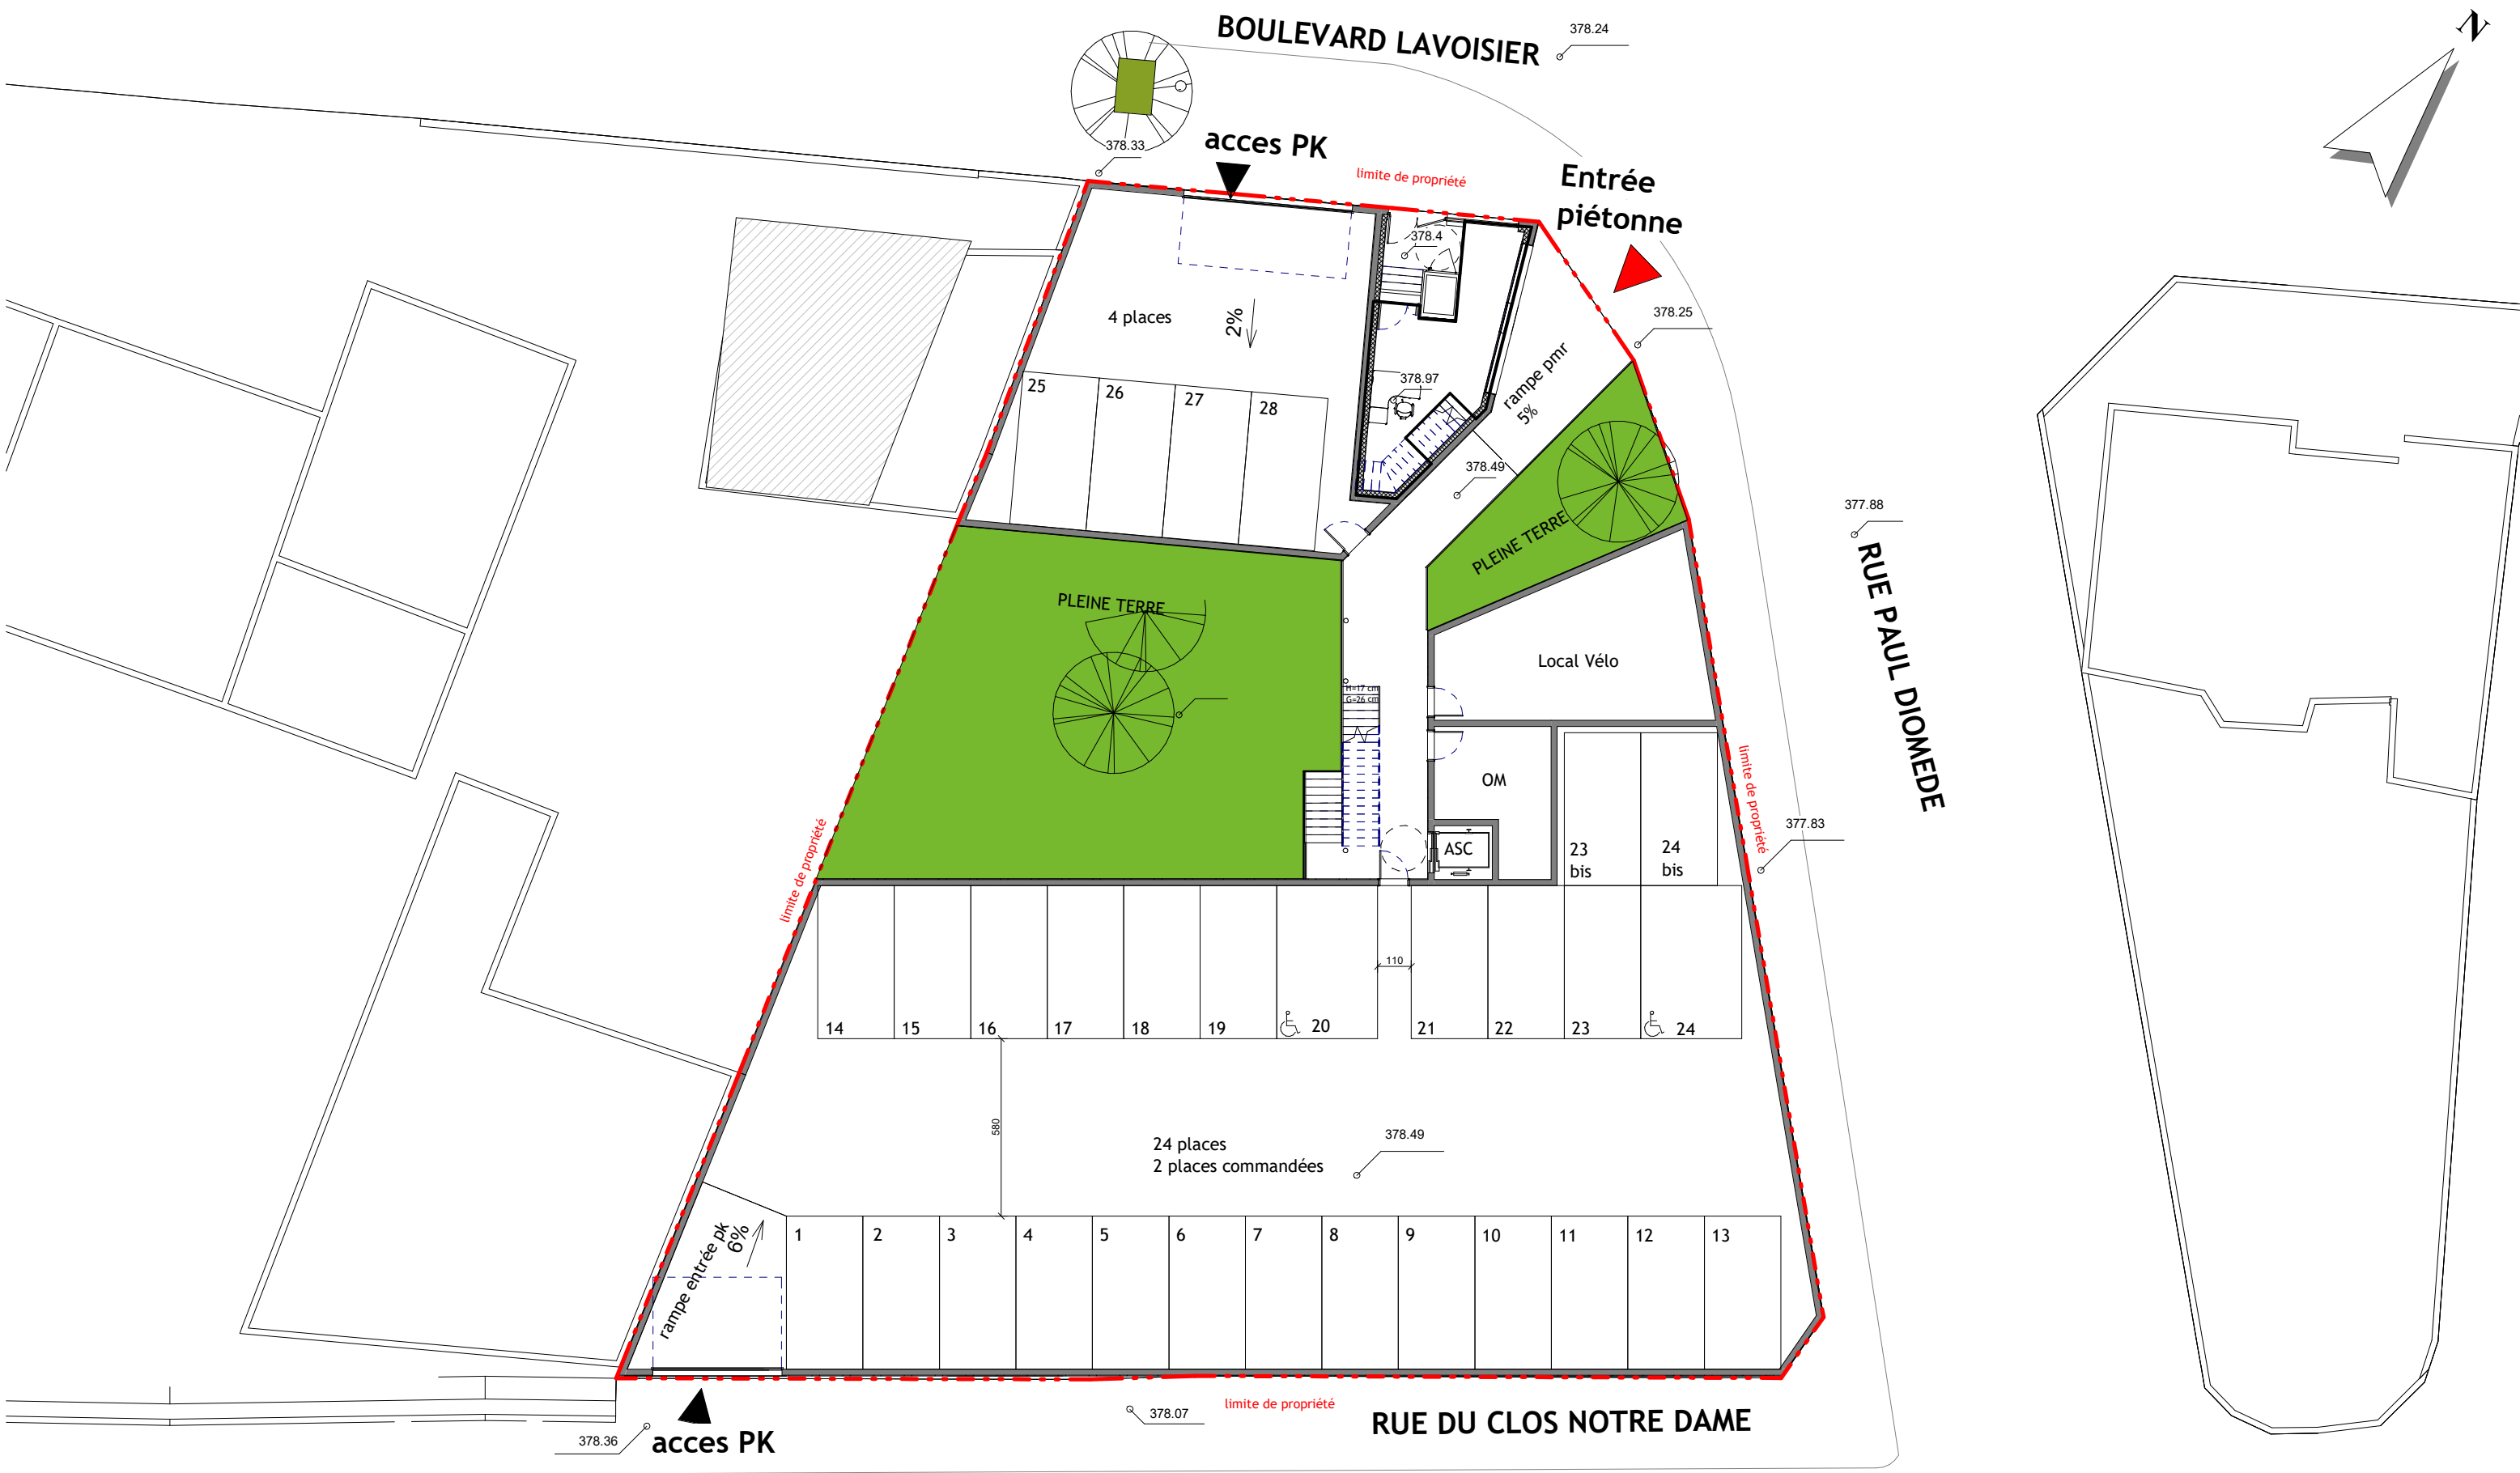 BOULEVARD LAVOISIER
378.24
N
378.33
acces PK
limite de propriété
Entrée
piétonne
378.4
378.25
4 places
2%
rampe pmr
5%
378.97
25
26
27
28
378.49
PLEINE TERRE
377.88
RUE PAUL DIOMEDE
PLEINE TERRE
Local Vélo
H=17 cm
G=26 cm
OM
limite de propriété
ASC
23
bis
24
bis
377.83
limite de propriété
110
14
15
16
17
18
19
20
21
22
23
24
580
24 places
2 places commandées
378.49
rampe entrée pk
6%
1
2
3
4
5
6
7
8
9
10
11
12
13
378.36
acces PK
378.07
limite de propriété
RUE DU CLOS NOTRE DAME